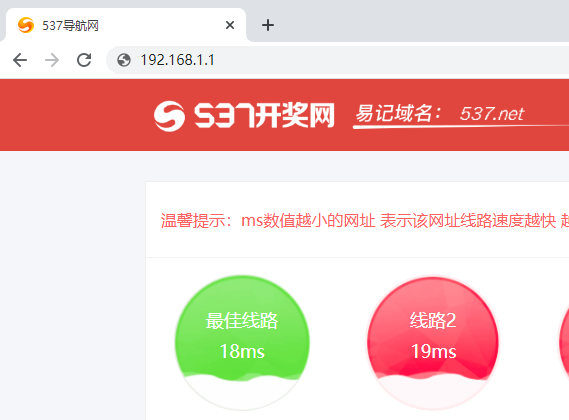 537导航网
192.168.1.1
537开奖网
易记域名： 537.net
温馨提示：ms数值越小的网址 表示该网址线路速度越快
最佳线路
18ms
线路2
19ms